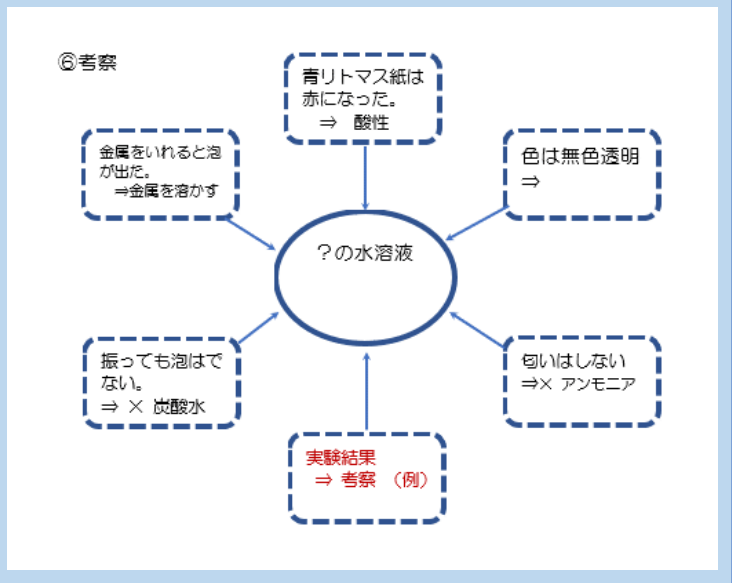 ⑥考察
青リトマス紙は
赤になった。
⇒ 酸性
金属をいれると泡
が出た。
⇒金属を溶かす
色は無色透明
⇒
?の水溶液
振っても泡はで
ない。
⇒ × 炭酸水
匂いはしない
⇒× アンモニア
実験結果
⇒ 考察 （例）